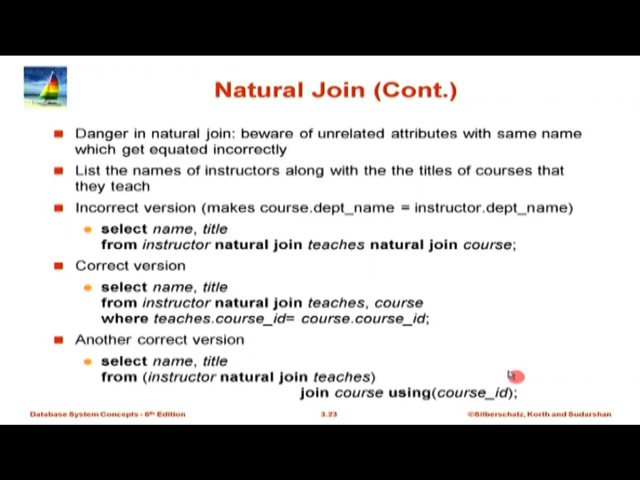 Natural Join (Cont.)
Danger in natural join: beware of unrelated attributes with same name
which get equated incorrectly
List the names of instructors along with the the titles of courses that
they teach
Incorrect version (makes course.dept_name = instructor.dept_name)
select name, title
from instructor natural join teaches natural join course;
Correct version
select name, title
from instructor natural join teaches, course
where teaches.course_id= course.course_id;
Another correct version
select name, title
from (instructor natural join teaches)
join course using(course_id);
Database System Concepts - 6th Edition
3.23
©Silberschatz, Korth and Sudarshan